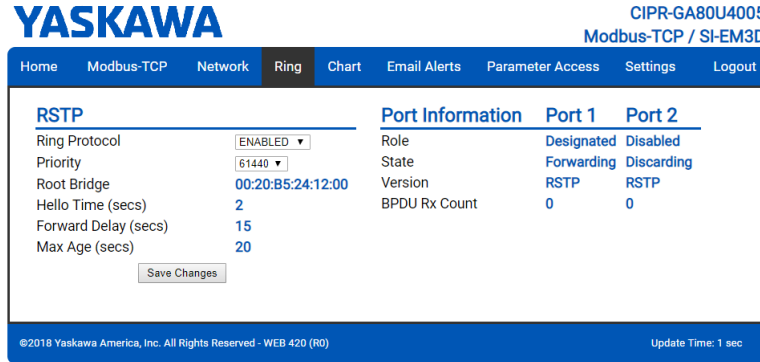 YASKAWA
CIPR-GA80U4005
Modbus-TCP / SI-EM3D
Home Modbus-TCP Network Ring Chart Email Alerts Parameter Access Settings Logout
RSTP
Ring Protocol ENABLED
Priority 61440
Root Bridge 00:20:B5:24:12:00
Hello Time (secs) 2
Forward Delay (secs) 15
Max Age (secs) 20
Save Changes
Port Information Port 1 Port 2
Role Designated Disabled
State Forwarding Discarding
Version RSTP RSTP
BPDU Rx Count 0 0
©2018 Yaskawa America, Inc. All Rights Reserved - WEB 420 (R0) Update Time: 1 sec